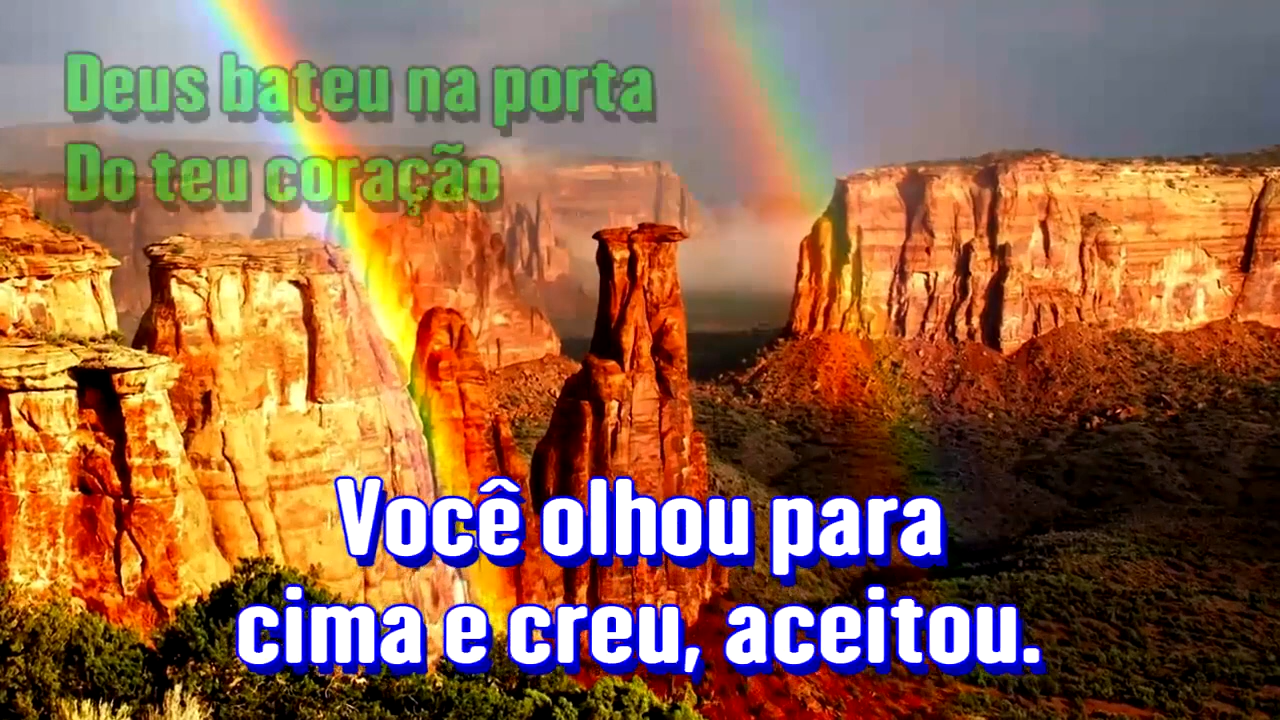 Deus bateu na porta
Do teu coração
Você olhou para
cima e creu, aceitou.